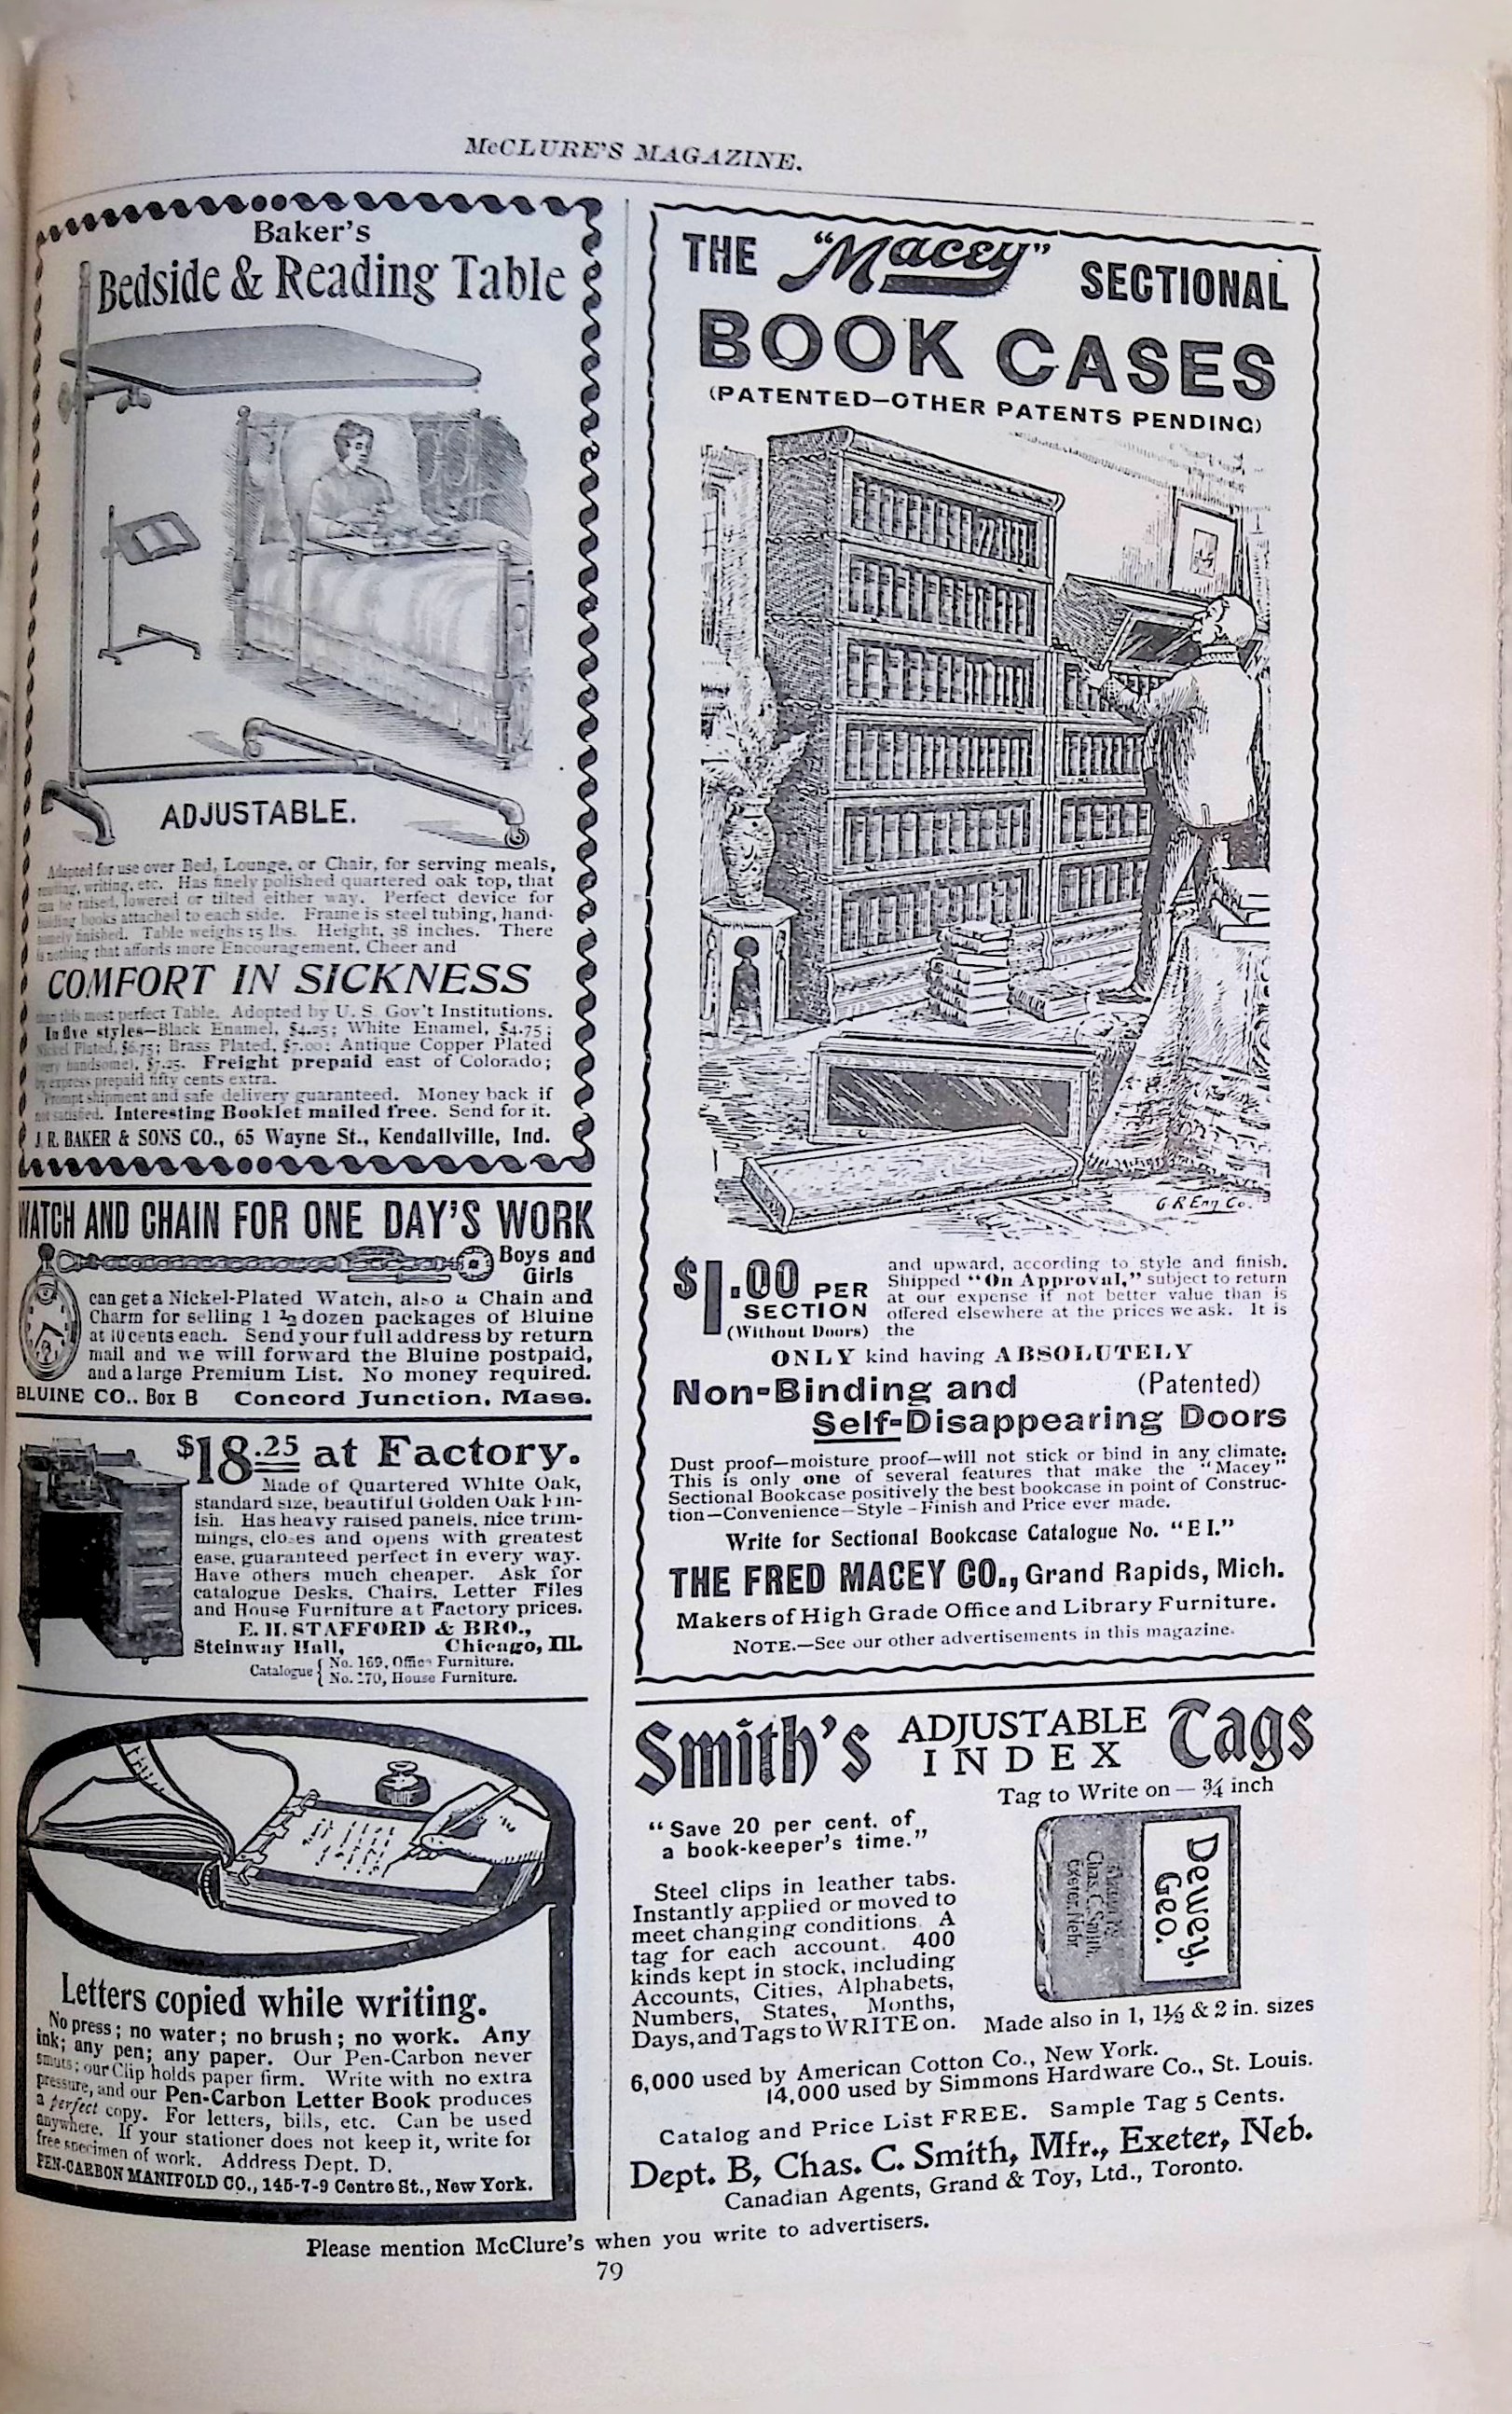 McCLURE'S MAGAZINE.
Baker's
Bedside & Reading Table
ADJUSTABLE.
Adapted for use over Bed, Lounge, or Chair, for serving meals,
reading, writing, etc. Has finely polished quartered oak top, that
can be raised, lowered or tilted either way. Perfect device for
holding books attached to each side. Frame is steel tubing, hand-
somely finished. Table weighs 15 lbs. Height, 38 inches. There
is nothing that affords more Encouragement, Cheer and
COMFORT IN SICKNESS
than this most perfect Table. Adopted by U. S. Gov't Institutions.
In five styles—Black Enamel, $4.25; White Enamel, $4.75;
Nickel Plated, $6.75; Brass Plated, $7.00; Antique Copper Plated
(very handsome), $7.25. Freight prepaid east of Colorado;
by express prepaid fifty cents extra.
Prompt shipment and safe delivery guaranteed. Money back if
not satisfied. Interesting Booklet mailed free. Send for it.
J. R. BAKER & SONS CO., 65 Wayne St., Kendallville, Ind.
WATCH AND CHAIN FOR ONE DAY'S WORK
Boys and
Girls
can get a Nickel-Plated Watch, also a Chain and
Charm for selling 1 1/2 dozen packages of Bluine
at 10 cents each. Send your full address by return
mail and we will forward the Bluine postpaid,
and a large Premium List. No money required.
BLUINE CO., Box B Concord Junction, Mass.
$18.25 at Factory.
Made of Quartered White Oak,
standard size, beautiful Golden Oak Fin-
ish. Has heavy raised panels, nice trim-
mings, closes and opens with greatest
ease, guaranteed perfect in every way.
Have others much cheaper. Ask for
catalogue Desks, Chairs, Letter Files
and House Furniture at Factory prices.
E. H. STAFFORD & BRO.,
Steinway Hall, Chicago, Ill.
Catalogue { No. 169, Office Furniture.
No. 170, House Furniture.
Letters copied while writing.
No press; no water; no brush; no work. Any
ink; any pen; any paper. Our Pen-Carbon never
smuts; our Clip holds paper firm. Write with no extra
pressure, and our Pen-Carbon Letter Book produces
a perfect copy. For letters, bills, etc. Can be used
anywhere. If your stationer does not keep it, write for
free specimen of work. Address Dept. D.
PEN-CARBON MANIFOLD CO., 145-7-9 Centre St., New York.
THE "Macey" SECTIONAL
BOOK CASES
(PATENTED—OTHER PATENTS PENDING)
G.R. Eng Co.
$1.00 PER
SECTION
(Without Doors)
and upward, according to style and finish.
Shipped "On Approval," subject to return
at our expense if not better value than is
offered elsewhere at the prices we ask. It is
the
ONLY kind having ABSOLUTELY
Non-Binding and (Patented)
Self-Disappearing Doors
Dust proof—moisture proof—will not stick or bind in any climate.
This is only one of several features that make the "Macey"
Sectional Bookcase positively the best bookcase in point of Construc-
tion—Convenience—Style—Finish and Price ever made.
Write for Sectional Bookcase Catalogue No. "E I."
THE FRED MACEY CO., Grand Rapids, Mich.
Makers of High Grade Office and Library Furniture.
NOTE.—See our other advertisements in this magazine.
Smith's ADJUSTABLE INDEX Tags
Tag to Write on — 3/4 inch
"Save 20 per cent. of
a book-keeper's time."
Steel clips in leather tabs.
Instantly applied or moved to
meet changing conditions. A
tag for each account. 400
kinds kept in stock, including
Accounts, Cities, Alphabets,
Numbers, States, Months,
Days, and Tags to WRITE on.
Dewey,
Geo.
Chas. C. Smith,
Exeter, Nebr
Made also in 1, 1½ & 2 in. sizes
6,000 used by American Cotton Co., New York.
14,000 used by Simmons Hardware Co., St. Louis.
Catalog and Price List FREE. Sample Tag 5 Cents.
Dept. B, Chas. C. Smith, Mfr., Exeter, Neb.
Canadian Agents, Grand & Toy, Ltd., Toronto.
Please mention McClure's when you write to advertisers.
79